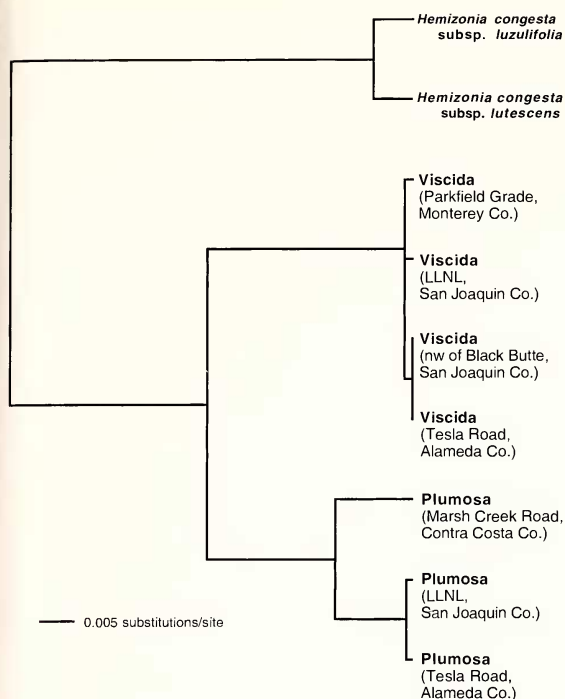 Hemizonia congesta
subsp. luzulifolia
Hemizonia congesta
subsp. lutescens
Viscida
(Parkfield Grade,
Monterey Co.)
Viscida
(LLNL,
San Joaquin Co.)
Viscida
(nw of Black Butte,
San Joaquin Co.)
Viscida
(Tesla Road,
Alameda Co.)
Plumosa
(Marsh Creek Road,
Contra Costa Co.)
Plumosa
(LLNL,
San Joaquin Co.)
0.005 substitutions/site
Plumosa
(Tesla Road,
Alameda Co.)